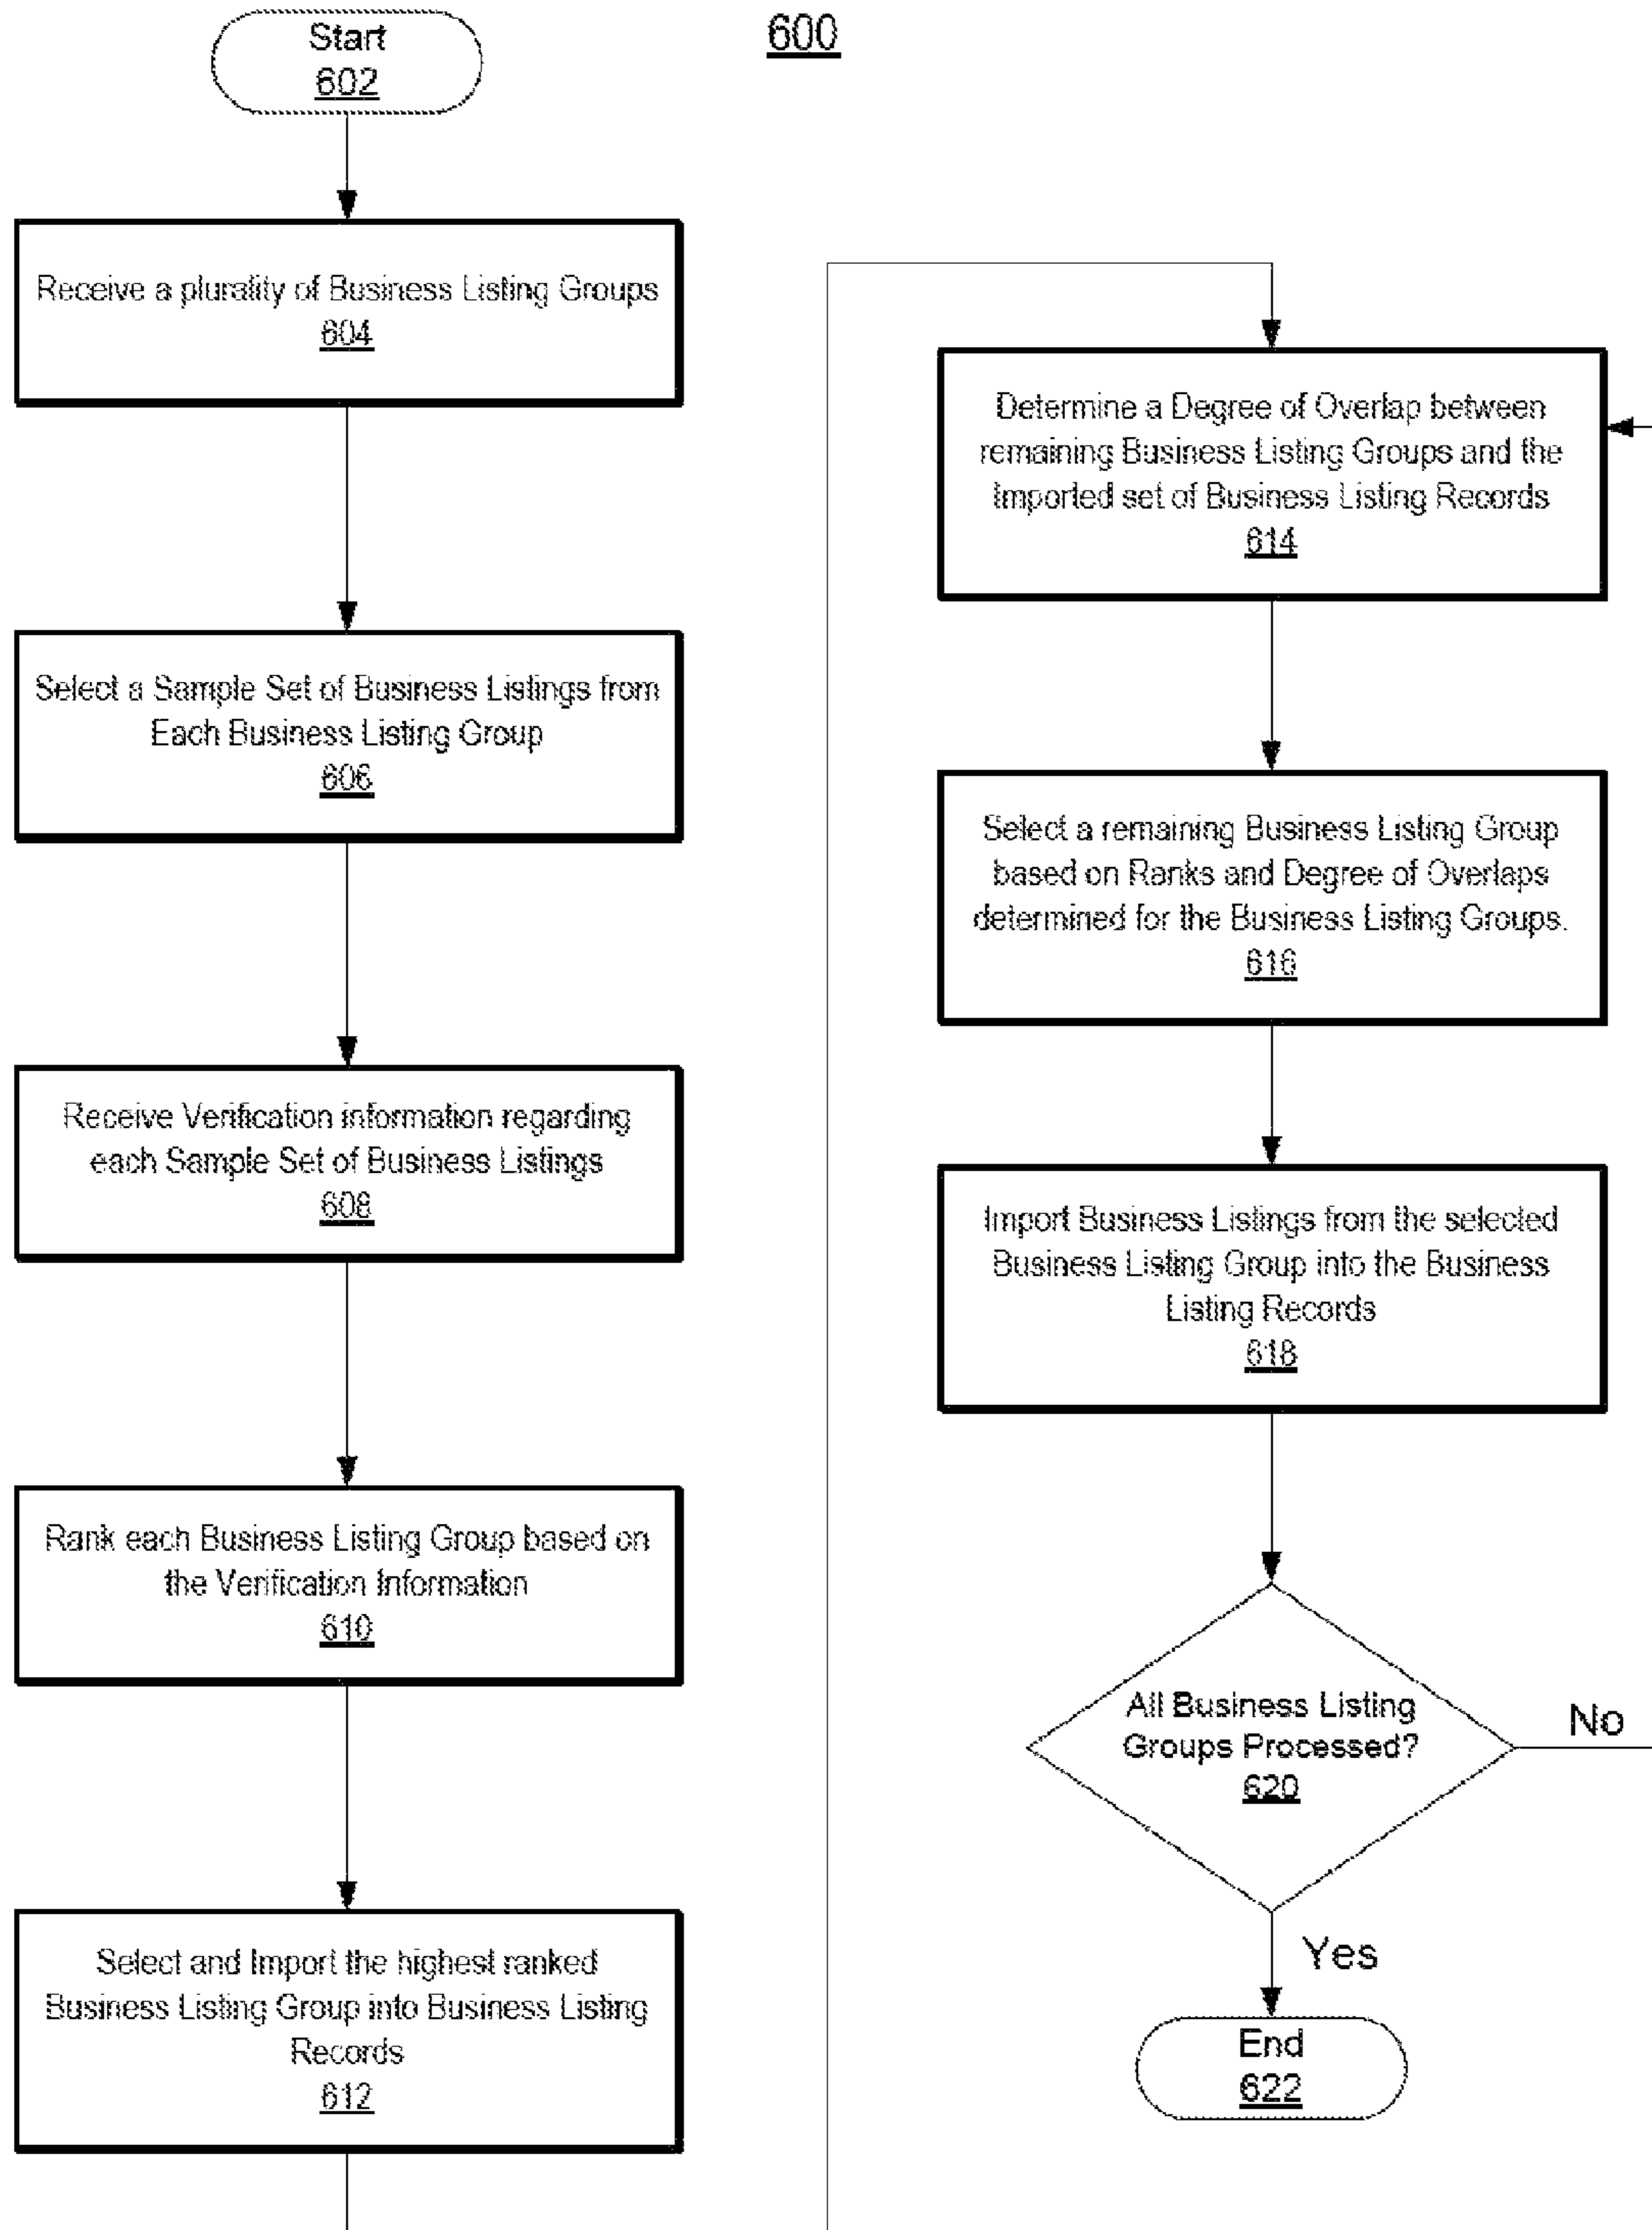 600
Start
602
Receive a plurality of Business Listing Groups
604
Select a Sample Set of Business Listings from
Each Business Listing Group
606
Receive Verification information regarding
each Sample Set of Business Listings
608
Rank each Business Listing Group based on
the Verification Information
610
Select and Import the highest ranked
Business Listing Group into Business Listing
Records
612
Determine a Degree of Overlap between
remaining Business Listing Groups and the
Imported set of Business Listing Records
614
Select a remaining Business Listing Group
based on Ranks and Degree of Overlaps
determined for the Business Listing Groups.
616
Import Business Listings from the selected
Business Listing Group into the Business
Listing Records
618
All Business Listing
Groups Processed?
620
No
Yes
End
622